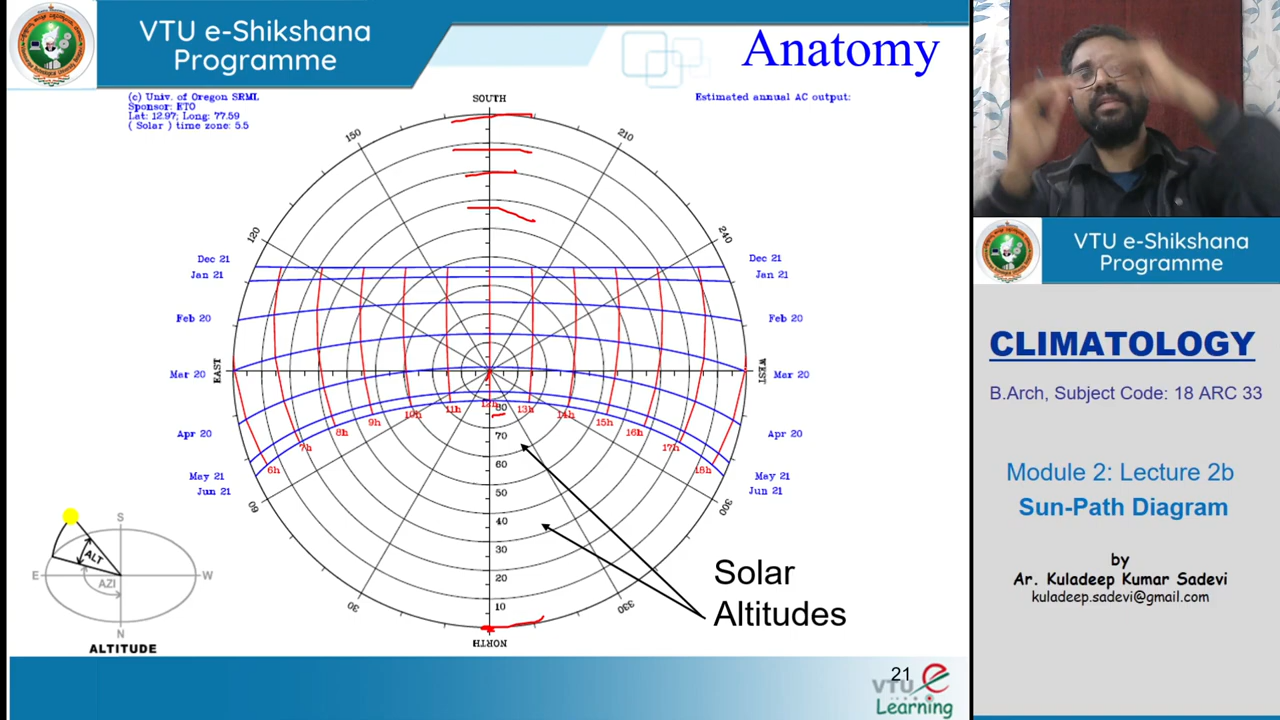 VTU e-Shikshana
Programme
Anatomy
(c) Univ. of Oregon SRML
Sponsor: ETO
Lat: 12.97; Long: 77.59
( Solar ) time zone: 5.5
Estimated annual AC output:
SOUTH
150
210
120
240
Dec 21
Jan 21
Feb 20
Mar 20
Apr 20
May 21
Jun 21
Dec 21
Jan 21
Feb 20
Mar 20
Apr 20
May 21
Jun 21
EAST
WEST
6h
7h
8h
9h
10h
11h
12h
13h
14h
15h
16h
17h
18h
80
70
60
50
40
30
20
10
60
300
30
330
NORTH
Solar
Altitudes
S
E
W
N
ALT
AZI
ALTITUDE
21
VTU e
Learning
VTU e-Shikshana
Programme
CLIMATOLOGY
B.Arch, Subject Code: 18 ARC 33
Module 2: Lecture 2b
Sun-Path Diagram
by
Ar. Kuladeep Kumar Sadevi
kuladeep.sadevi@gmail.com